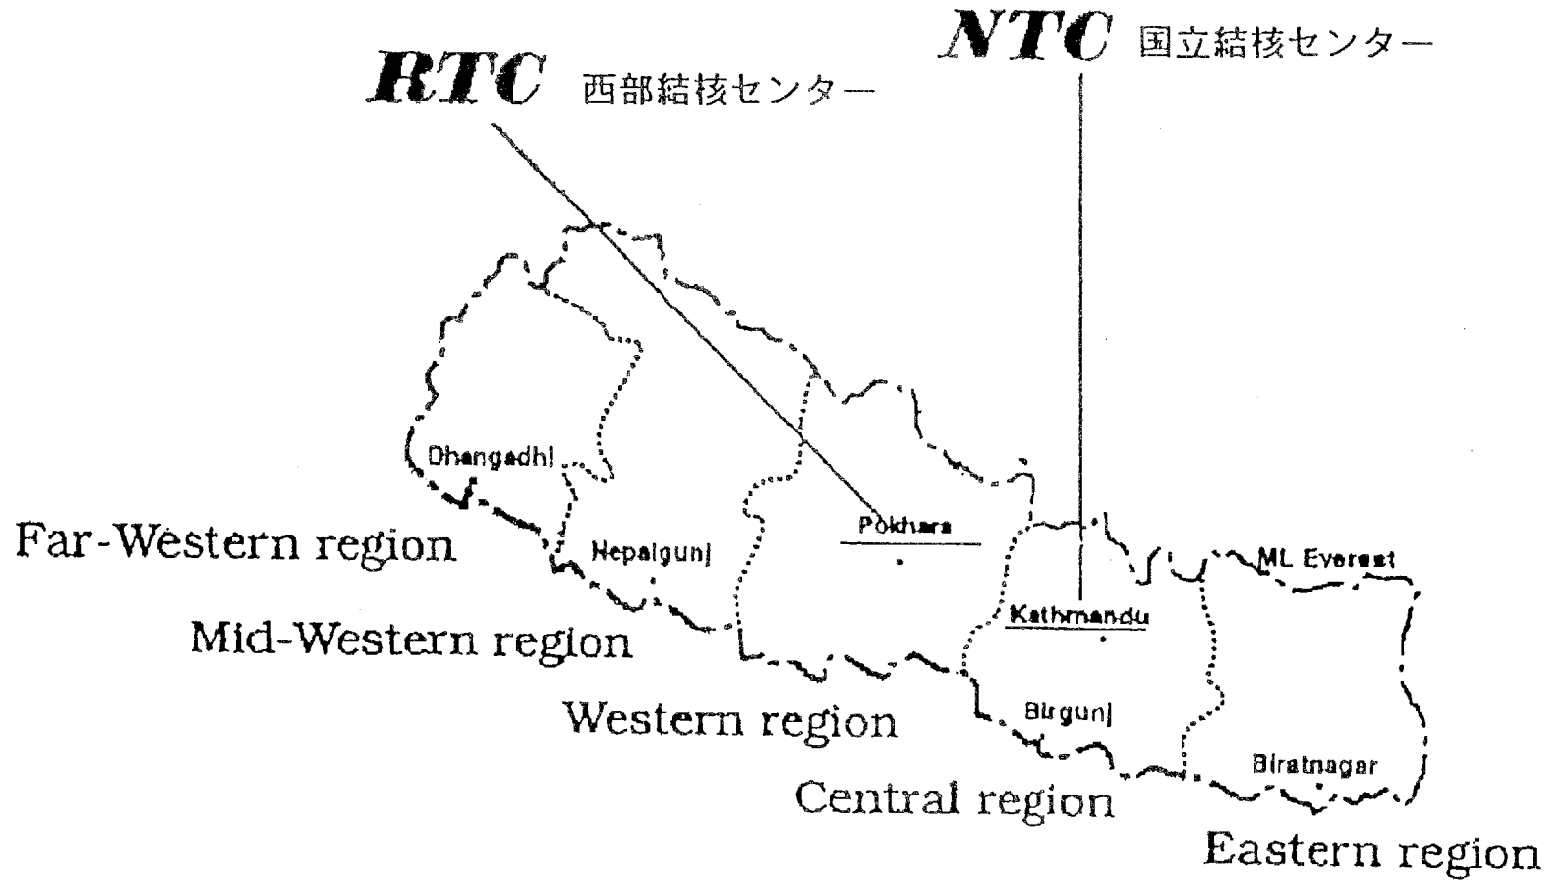 NTC 国立結核センター
RTC 西部結核センター
Dhangadhi
Far-Western region
Pokhara
Nepalgunj
Mt. Everest
Kathmandu
Mid-Western region
Western region
Birgunj
Biratnagar
Central region
Eastern region